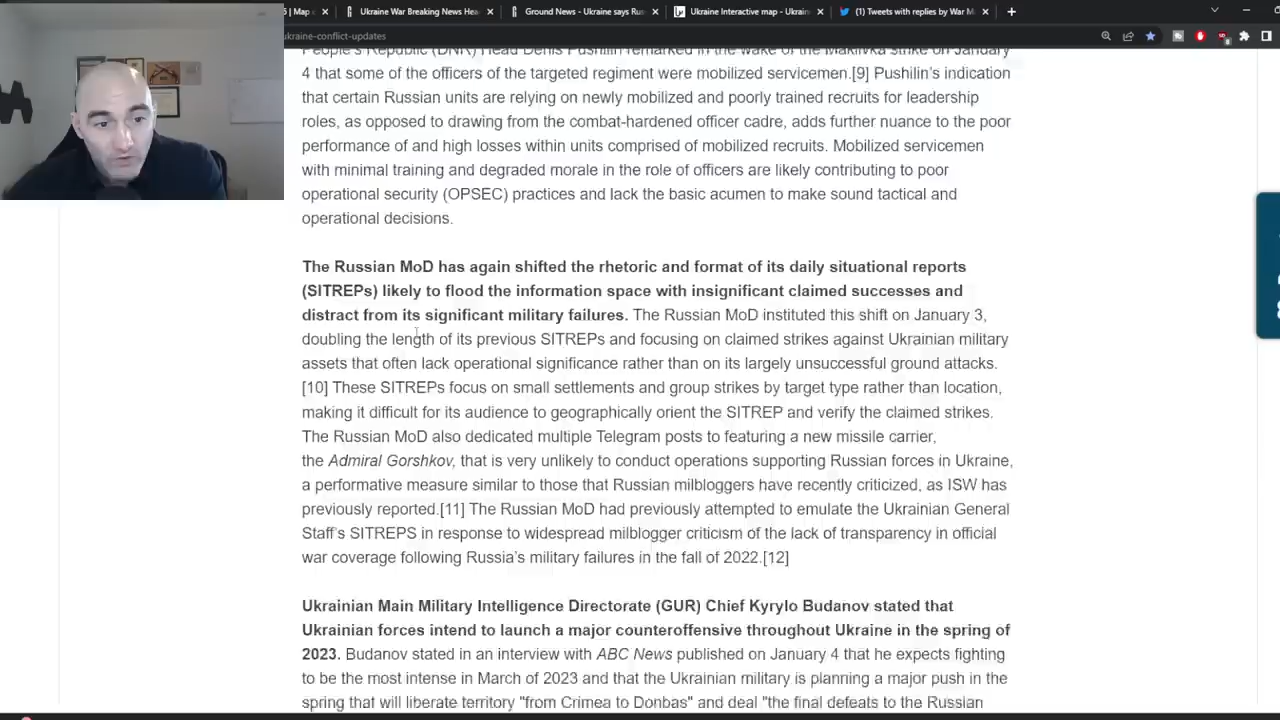 5 | Map
Ukraine War Breaking News Hea
Ground News - Ukraine says Ru
Ukraine Interactive map - Ukrain
(1) Tweets with replies by War M
ukraine-conflict-updates
People's Republic (DNR) Head Denis Pushilin remarked in the wake of the Makiivka strike on January
4 that some of the officers of the targeted regiment were mobilized servicemen.[9] Pushilin's indication
that certain Russian units are relying on newly mobilized and poorly trained recruits for leadership
roles, as opposed to drawing from the combat-hardened officer cadre, adds further nuance to the poor
performance of and high losses within units comprised of mobilized recruits. Mobilized servicemen
with minimal training and degraded morale in the role of officers are likely contributing to poor
operational security (OPSEC) practices and lack the basic acumen to make sound tactical and
operational decisions.
The Russian MoD has again shifted the rhetoric and format of its daily situational reports
(SITREPs) likely to flood the information space with insignificant claimed successes and
distract from its significant military failures. The Russian MoD instituted this shift on January 3,
doubling the length of its previous SITREPs and focusing on claimed strikes against Ukrainian military
assets that often lack operational significance rather than on its largely unsuccessful ground attacks.
[10] These SITREPs focus on small settlements and group strikes by target type rather than location,
making it difficult for its audience to geographically orient the SITREP and verify the claimed strikes.
The Russian MoD also dedicated multiple Telegram posts to featuring a new missile carrier,
the Admiral Gorshkov, that is very unlikely to conduct operations supporting Russian forces in Ukraine,
a performative measure similar to those that Russian milbloggers have recently criticized, as ISW has
previously reported.[11] The Russian MoD had previously attempted to emulate the Ukrainian General
Staff's SITREPS in response to widespread milblogger criticism of the lack of transparency in official
war coverage following Russia's military failures in the fall of 2022.[12]
Ukrainian Main Military Intelligence Directorate (GUR) Chief Kyrylo Budanov stated that
Ukrainian forces intend to launch a major counteroffensive throughout Ukraine in the spring of
2023. Budanov stated in an interview with ABC News published on January 4 that he expects fighting
to be the most intense in March of 2023 and that the Ukrainian military is planning a major push in the
spring that will liberate territory "from Crimea to Donbas" and deal "the final defeats to the Russian